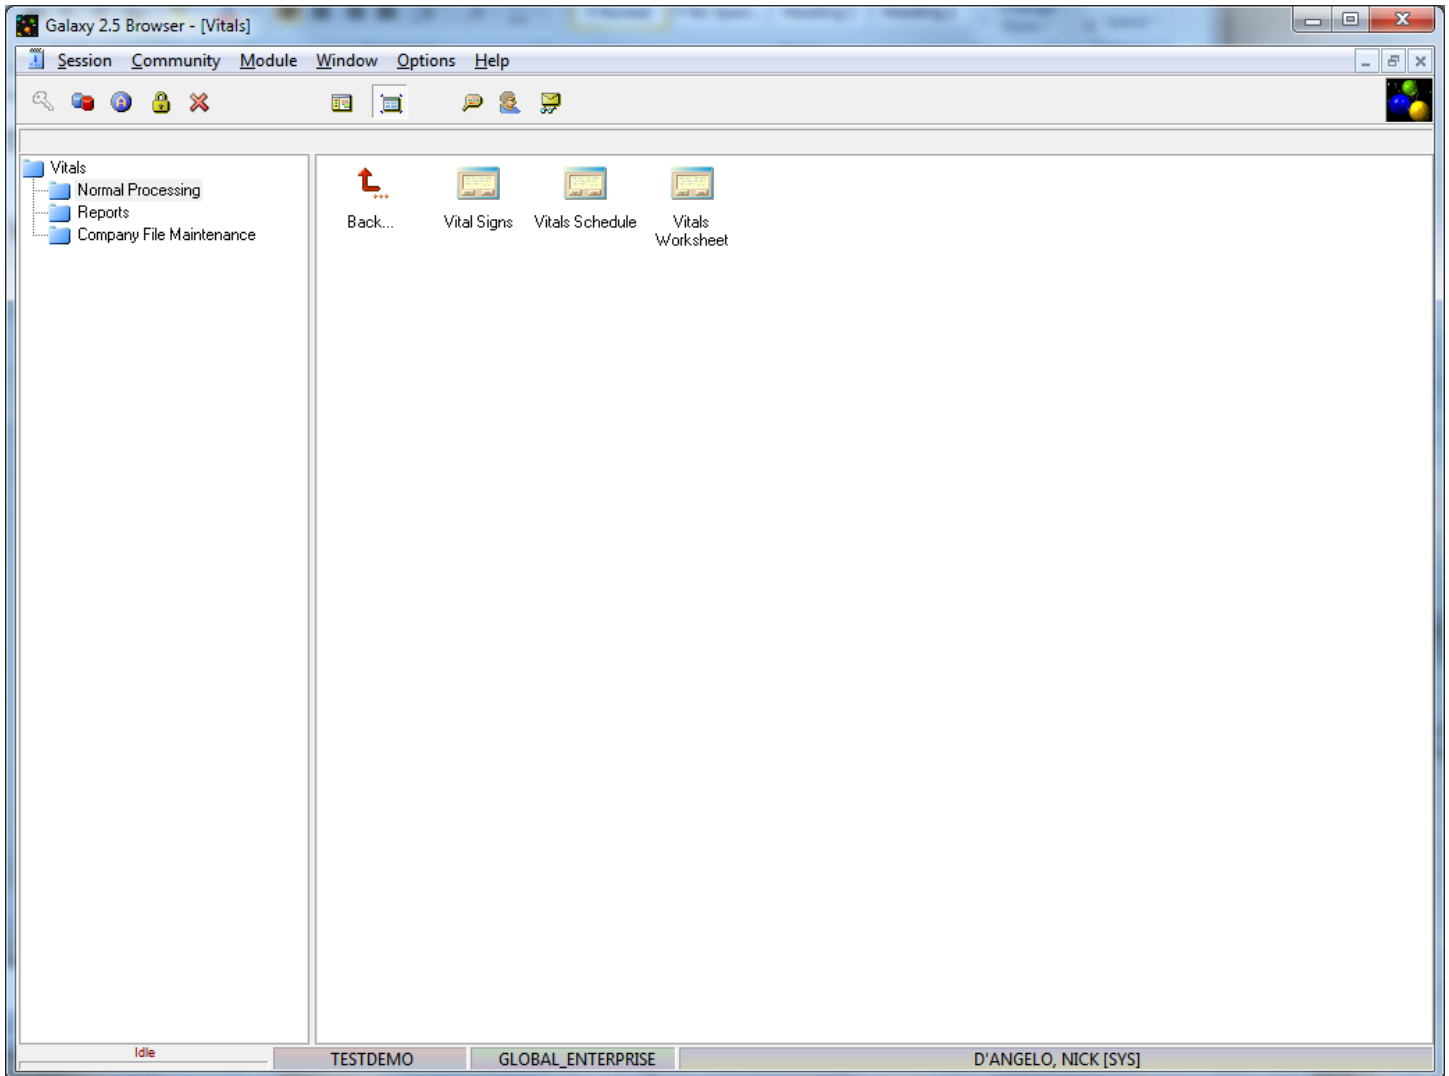 Galaxy 2.5 Browser - [Vitals]
Session Community Module Window Options Help
Vitals
Normal Processing
Reports
Company File Maintenance
Back...
Vital Signs
Vitals Schedule
Vitals
Worksheet
Idle
TESTDEMO
GLOBAL_ENTERPRISE
D'ANGELO, NICK [SYS]